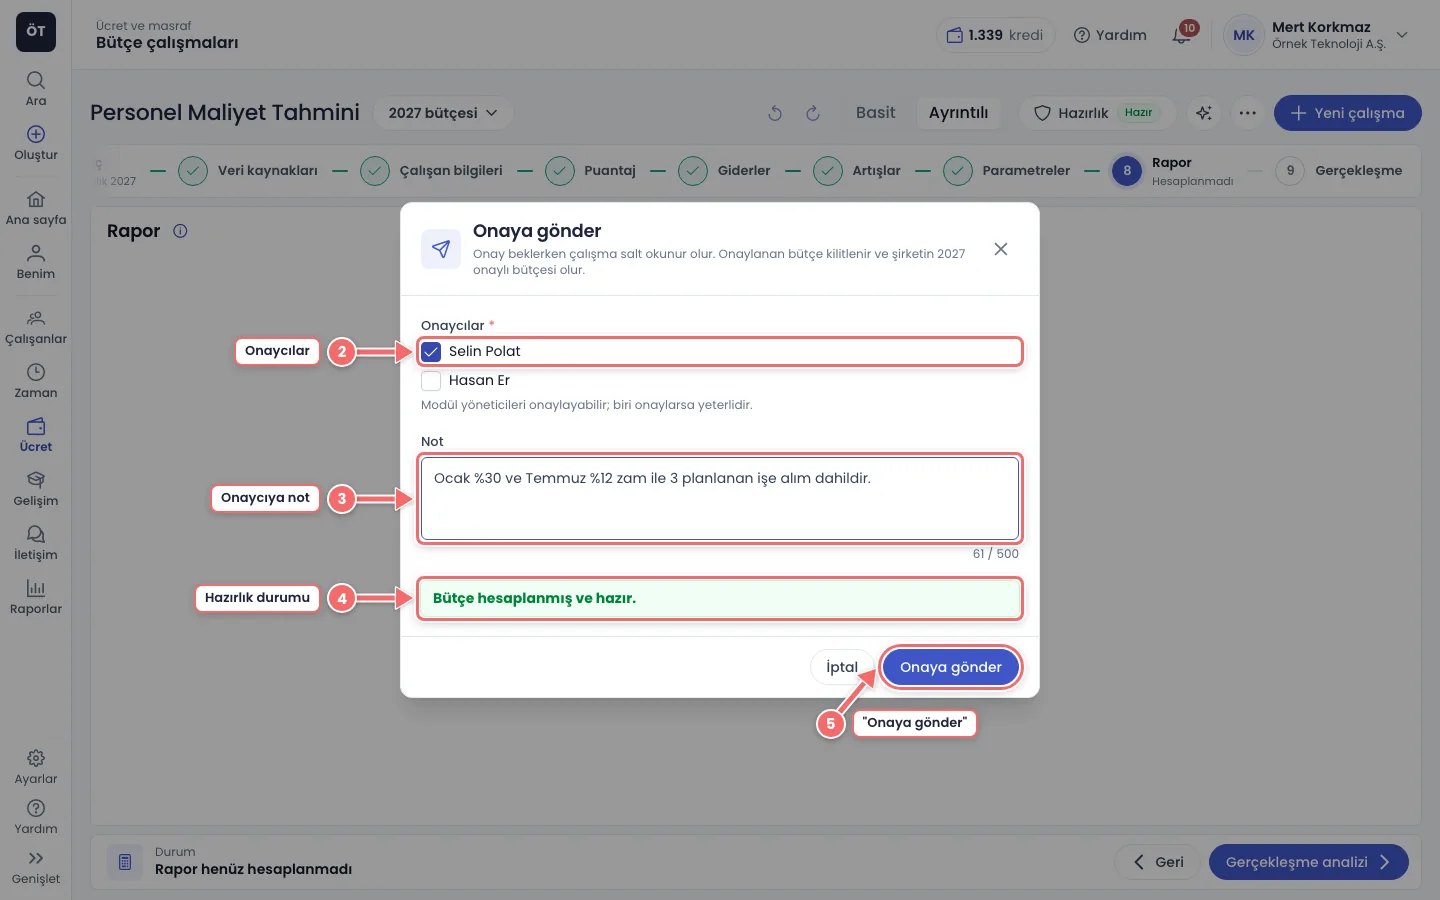 ÖT
Ücret ve masraf
Bütçe çalışmaları
1.339 kredi
Yardım
10
MK
Mert Korkmaz
Örnek Teknoloji A.Ş.
Ara
Oluştur
Ana sayfa
Benim
Çalışanlar
Zaman
Ücret
Gelişim
İletişim
Raporlar
Ayarlar
Yardım
Genişlet
Personel Maliyet Tahmini
2027 bütçesi
Basit
Ayrıntılı
Hazırlık
Hazır
Yeni çalışma
2027
Veri kaynakları
Çalışan bilgileri
Puantaj
Giderler
Artışlar
Parametreler
8
Rapor
Hesaplanmadı
9
Gerçekleşme
Rapor
Onaya gönder
Onay beklerken çalışma salt okunur olur. Onaylanan bütçe kilitlenir ve şirketin 2027
onaylı bütçesi olur.
Onaycılar *
Onaycılar
2
Selin Polat
Hasan Er
Modül yöneticileri onaylayabilir; biri onaylarsa yeterlidir.
Not
Onaycıya not
3
Ocak %30 ve Temmuz %12 zam ile 3 planlanan işe alım dahildir.
61 / 500
Hazırlık durumu
4
Bütçe hesaplanmış ve hazır.
İptal
Onaya gönder
5
"Onaya gönder"
Durum
Rapor henüz hesaplanmadı
Geri
Gerçekleşme analizi